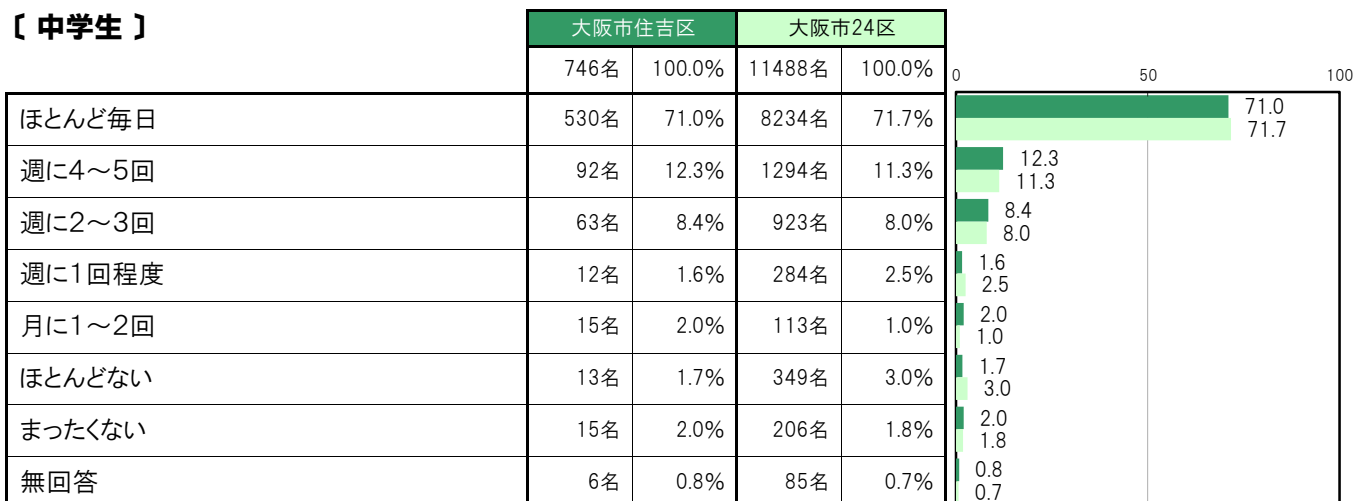 〔 中学生 〕
大阪市住吉区 大阪市24区
746名 100.0% 11488名 100.0%
0 50 100
ほとんど毎日 530名 71.0% 8234名 71.7%
71.0
71.7
週に4～5回 92名 12.3% 1294名 11.3%
12.3
11.3
週に2～3回 63名 8.4% 923名 8.0%
8.4
8.0
週に1回程度 12名 1.6% 284名 2.5%
1.6
2.5
月に1～2回 15名 2.0% 113名 1.0%
2.0
1.0
ほとんどない 13名 1.7% 349名 3.0%
1.7
3.0
まったくない 15名 2.0% 206名 1.8%
2.0
1.8
無回答 6名 0.8% 85名 0.7%
0.8
0.7